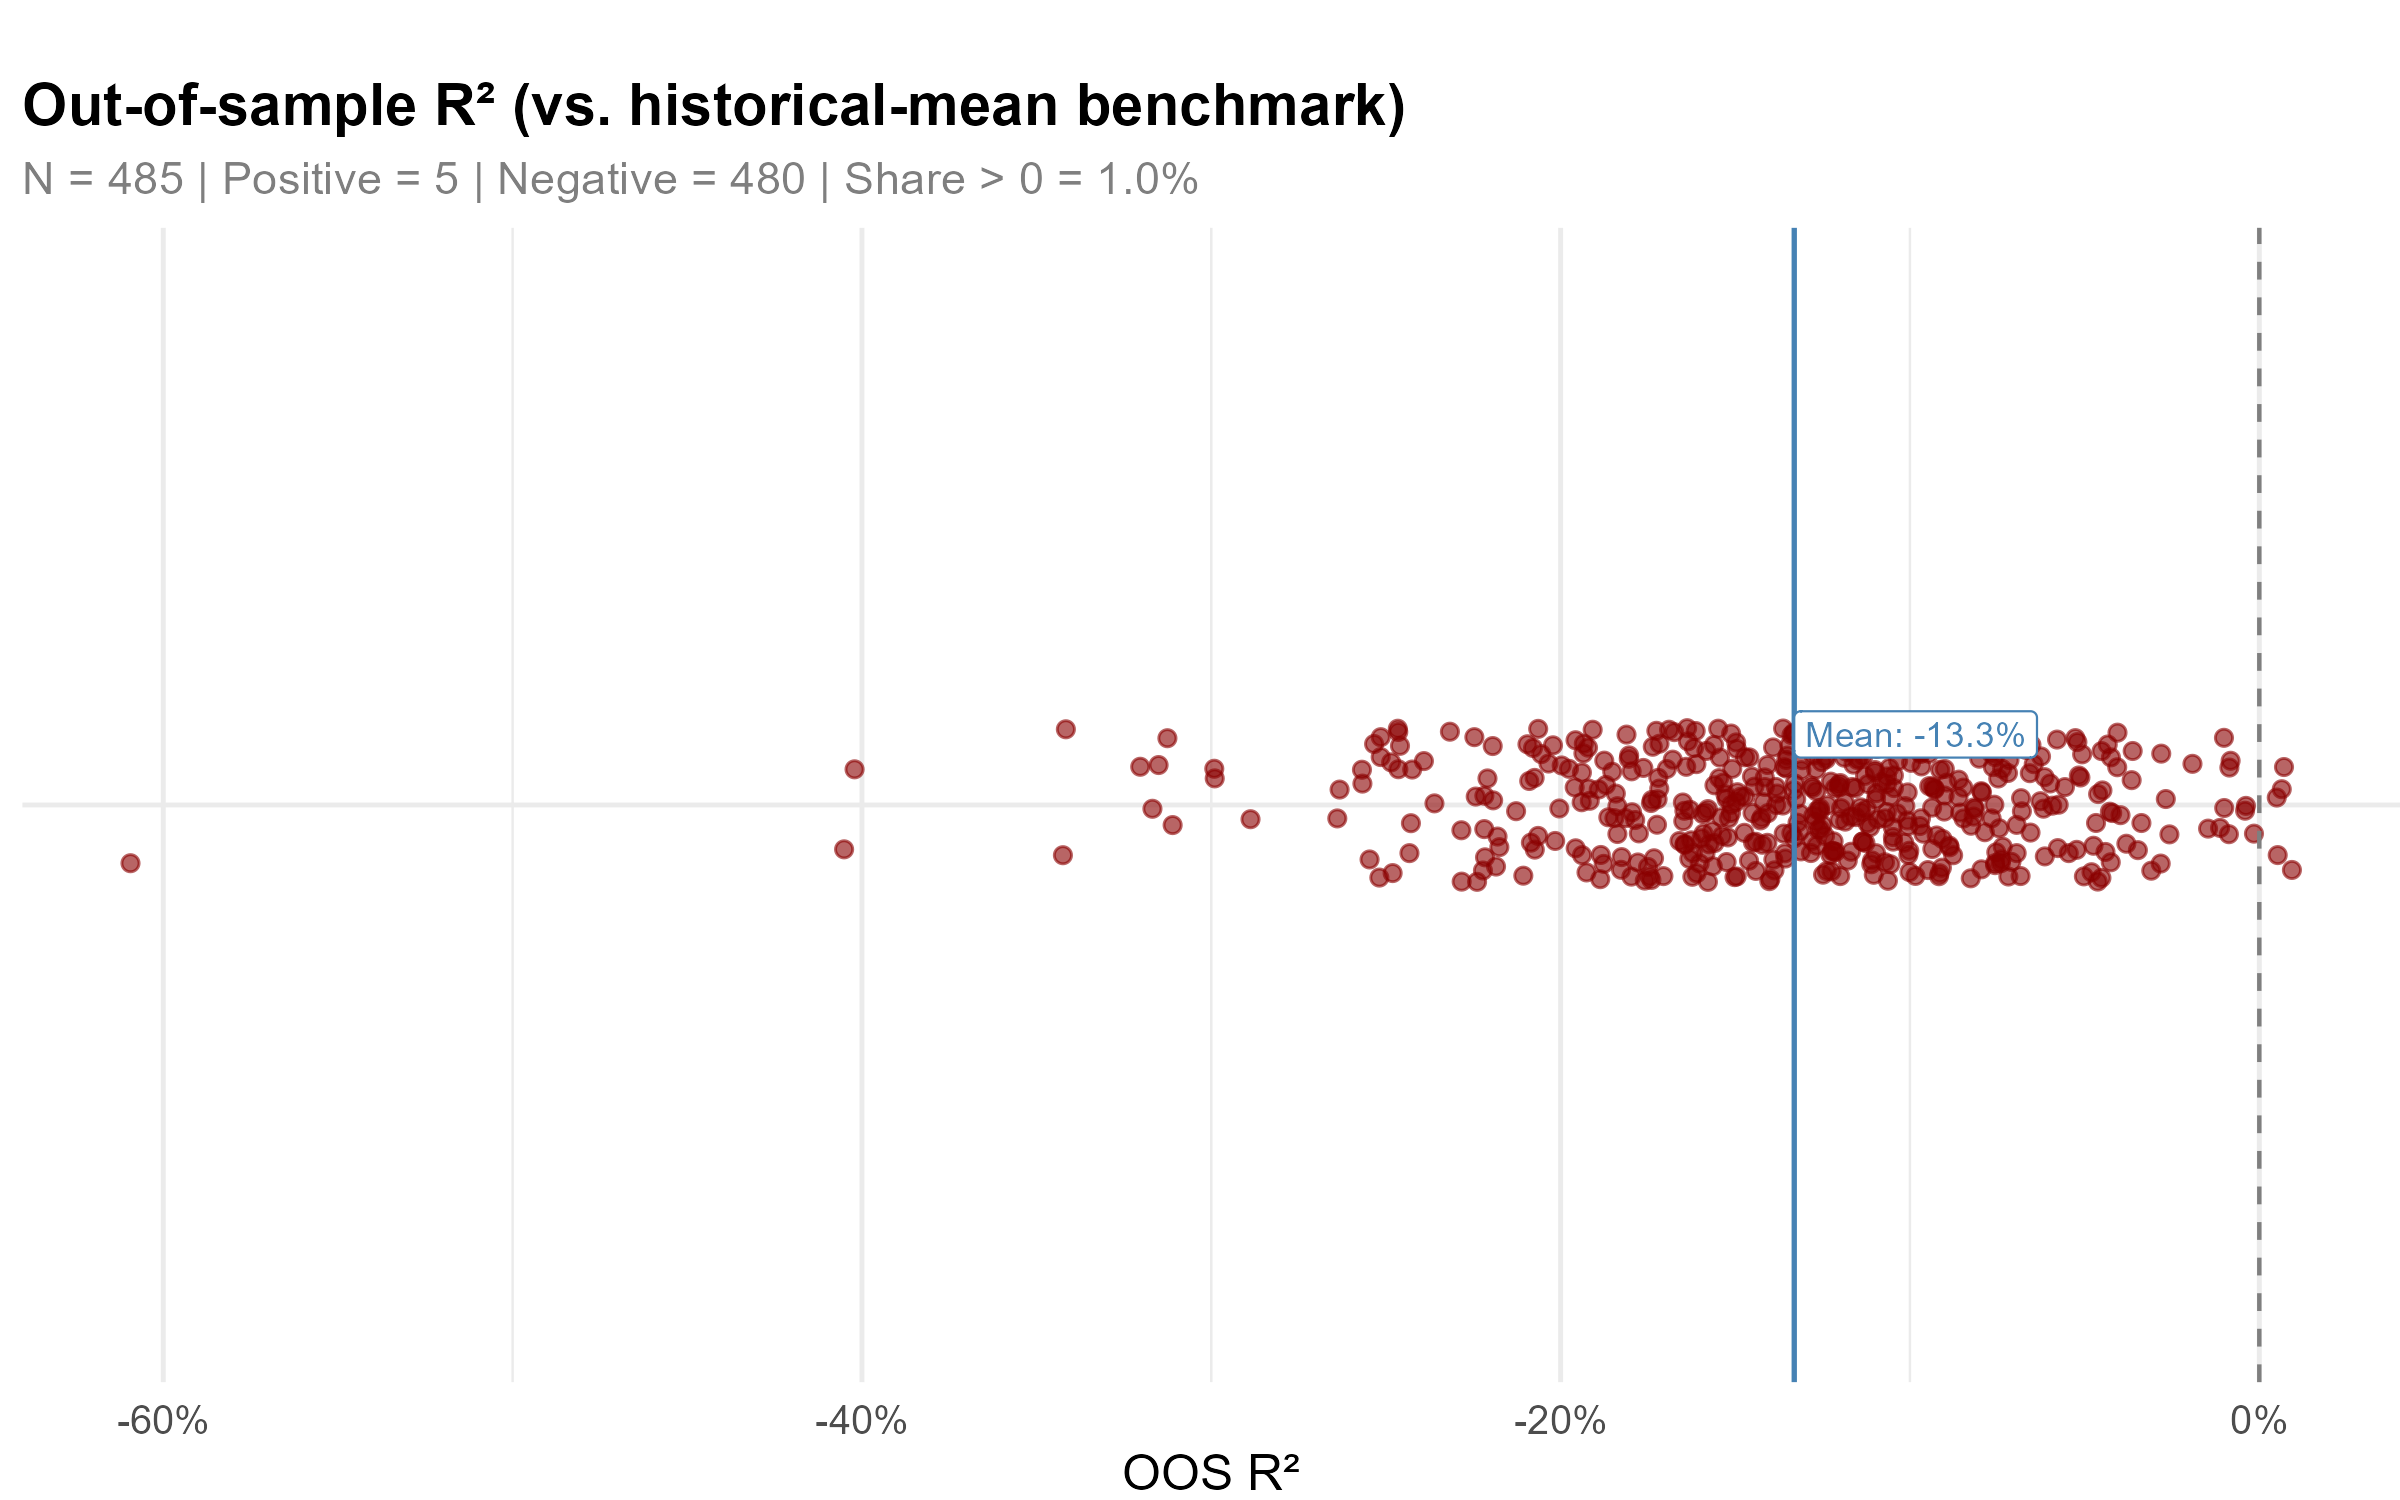 Out-of-sample R² (vs. historical-mean benchmark)
N = 485 | Positive = 5 | Negative = 480 | Share > 0 = 1.0%
Mean: -13.3%
-60%
-40%
-20%
0%
OOS R²